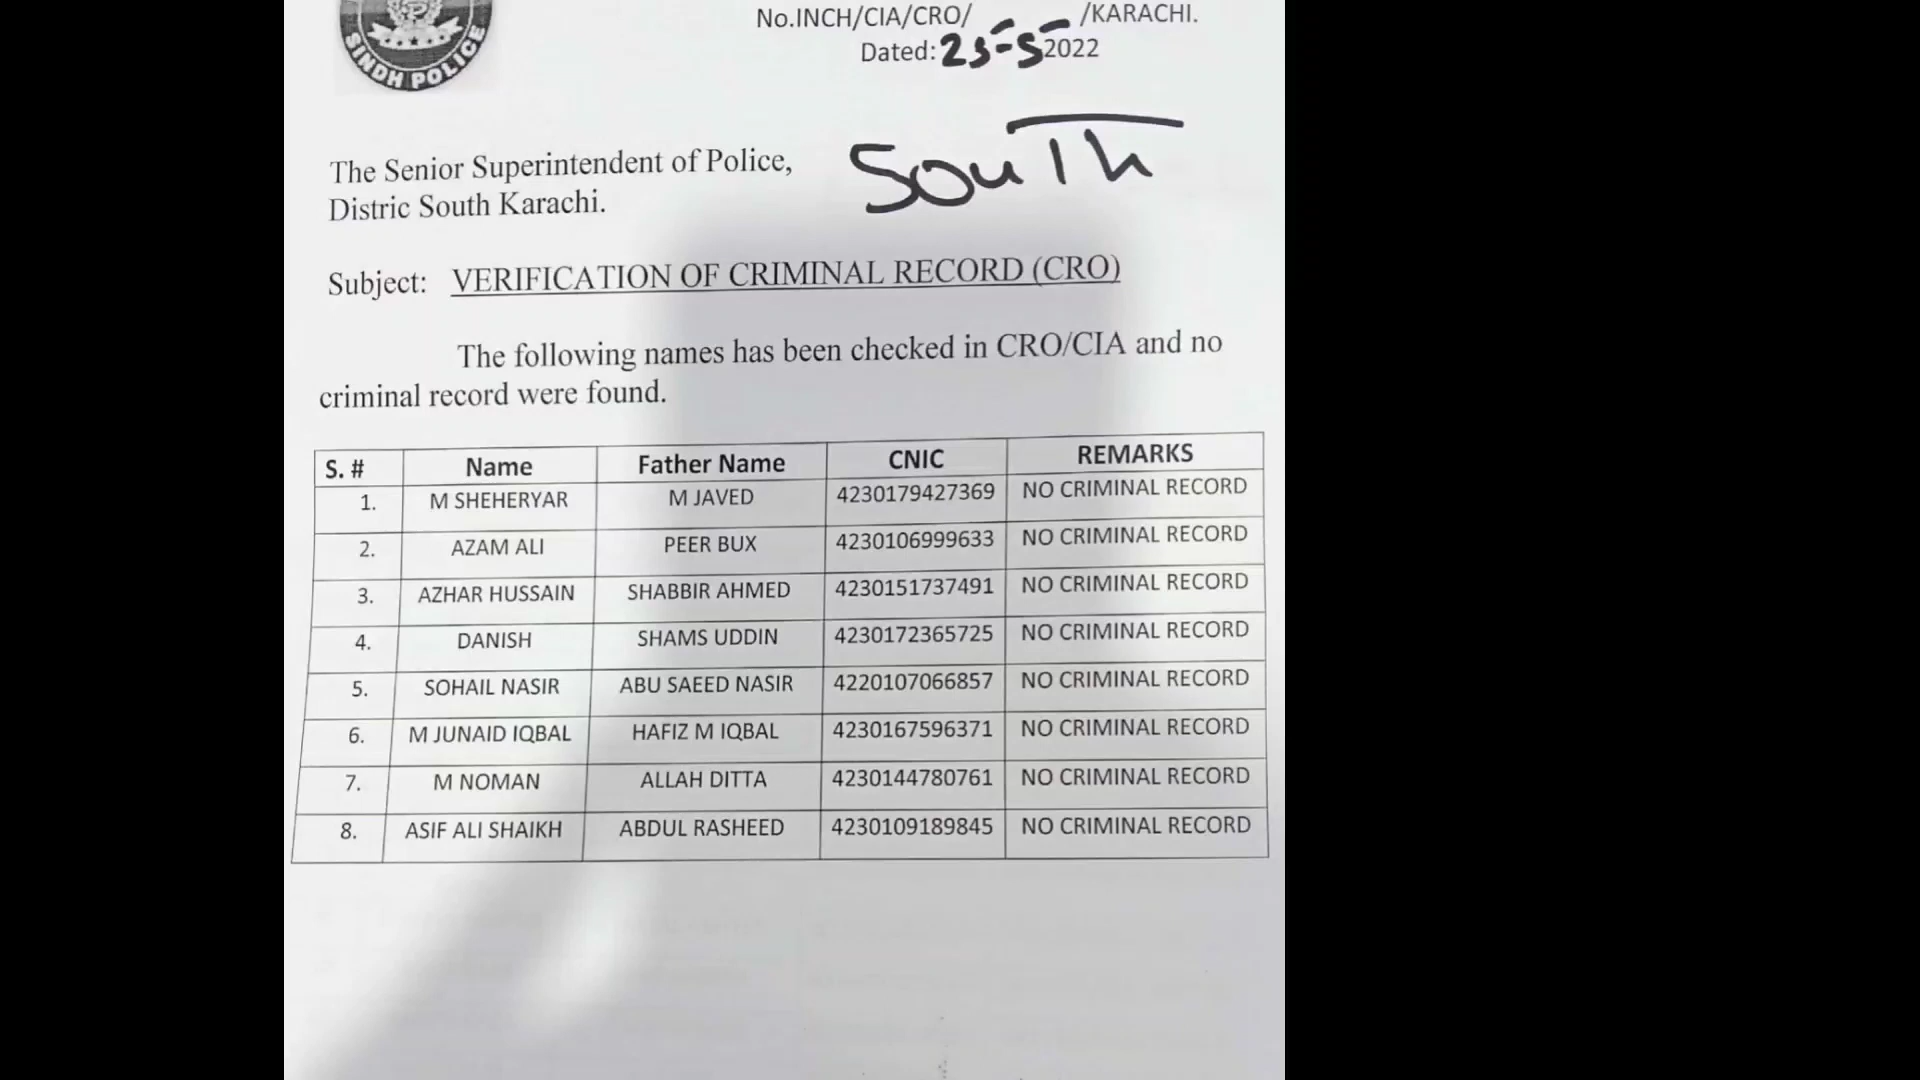 SINDH POLICE
No.INCH/CIA/CRO/ /KARACHI.
Dated: 23-5-2022
SOUTH
The Senior Superintendent of Police,
Distric South Karachi.
Subject: VERIFICATION OF CRIMINAL RECORD (CRO)
The following names has been checked in CRO/CIA and no
criminal record were found.
S. # Name Father Name CNIC REMARKS
1. M SHEHERYAR M JAVED 4230179427369 NO CRIMINAL RECORD
2. AZAM ALI PEER BUX 4230106999633 NO CRIMINAL RECORD
3. AZHAR HUSSAIN SHABBIR AHMED 4230151737491 NO CRIMINAL RECORD
4. DANISH SHAMS UDDIN 4230172365725 NO CRIMINAL RECORD
5. SOHAIL NASIR ABU SAEED NASIR 4220107066857 NO CRIMINAL RECORD
6. M JUNAID IQBAL HAFIZ M IQBAL 4230167596371 NO CRIMINAL RECORD
7. M NOMAN ALLAH DITTA 4230144780761 NO CRIMINAL RECORD
8. ASIF ALI SHAIKH ABDUL RASHEED 4230109189845 NO CRIMINAL RECORD